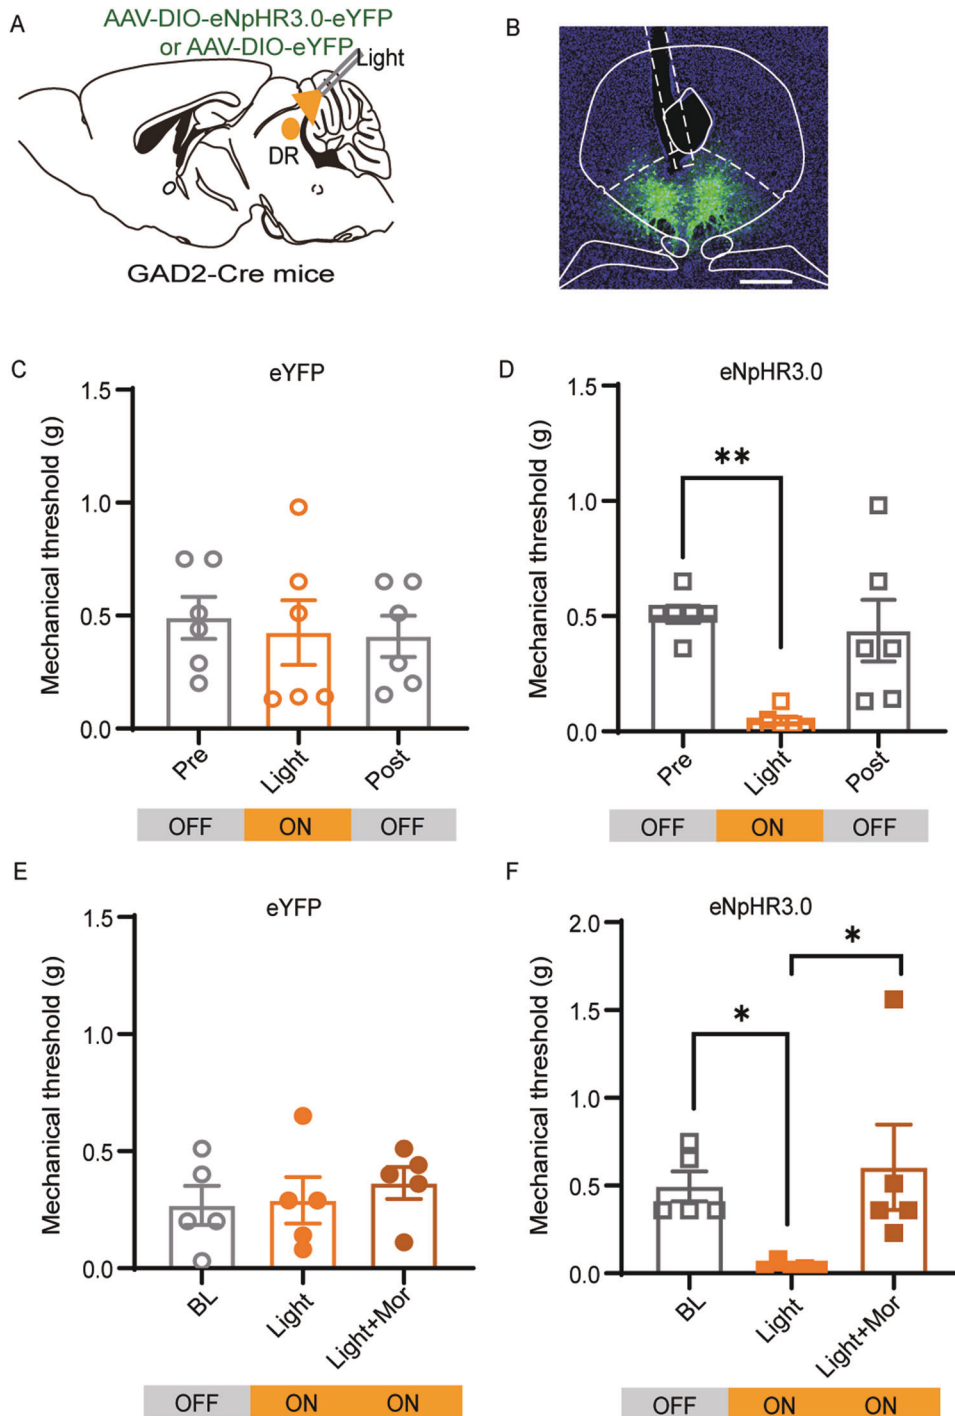 A
AAV-DIO-eNpHR3.0-eYFP
or AAV-DIO-eYFP
Light
DR
GAD2-Cre mice
B
C
eYFP
Mechanical threshold (g)
1.5
1.0
0.5
0.0
Pre
Light
Post
OFF
ON
OFF
D
eNpHR3.0
Mechanical threshold (g)
1.5
1.0
0.5
0.0
**
Pre
Light
Post
OFF
ON
OFF
E
eYFP
Mechanical threshold (g)
1.5
1.0
0.5
0.0
BL
Light
Light+Mor
OFF
ON
ON
F
eNpHR3.0
Mechanical threshold (g)
2.0
1.5
1.0
0.5
0.0
*
*
BL
Light
Light+Mor
OFF
ON
ON